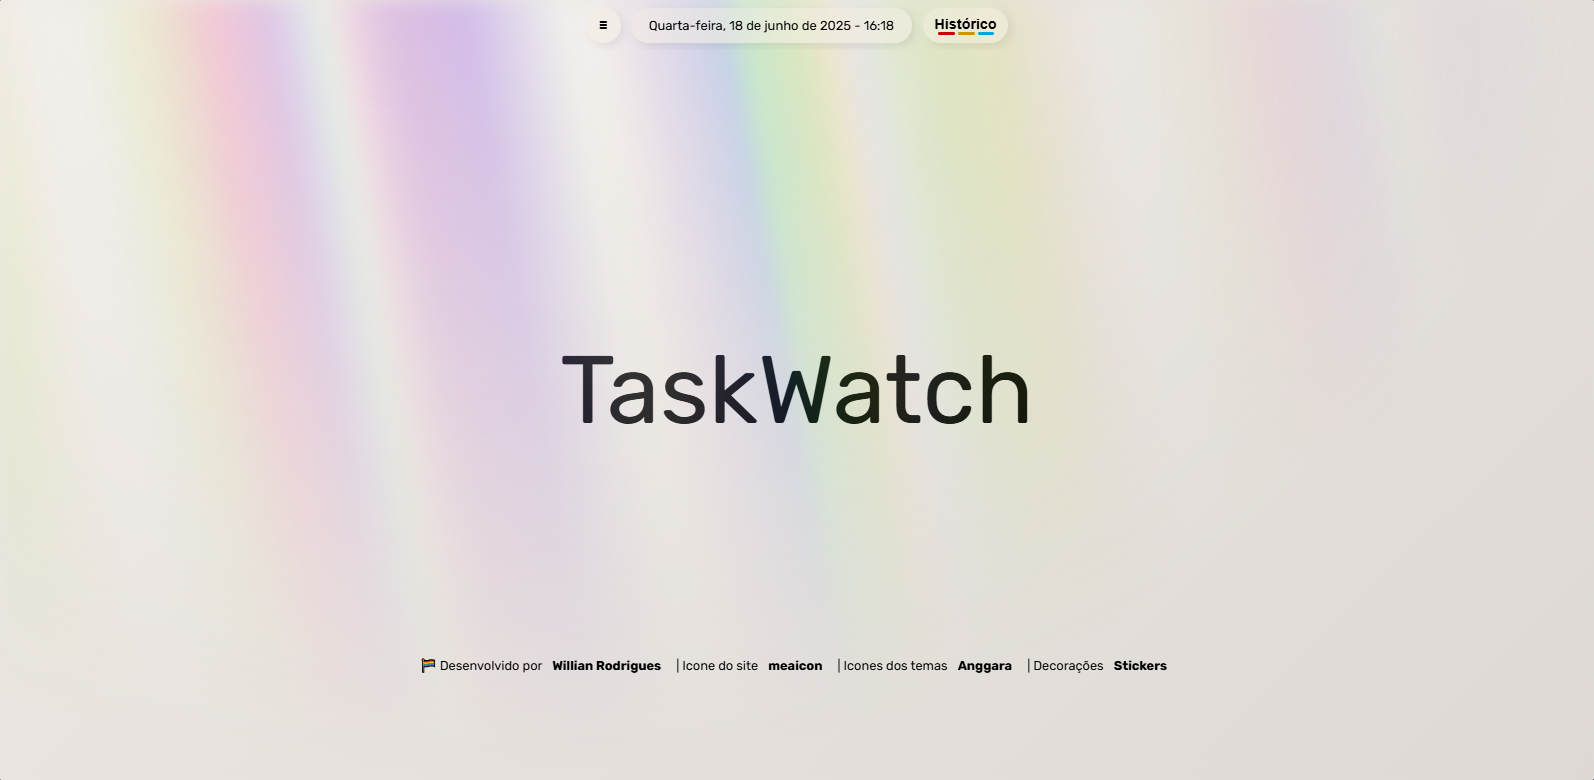 Quarta-feira, 18 de junho de 2025 - 16:18
Histórico
TaskWatch
Desenvolvido por Willian Rodrigues | Icone do site meaicon | Icones dos temas Anggara | Decorações Stickers